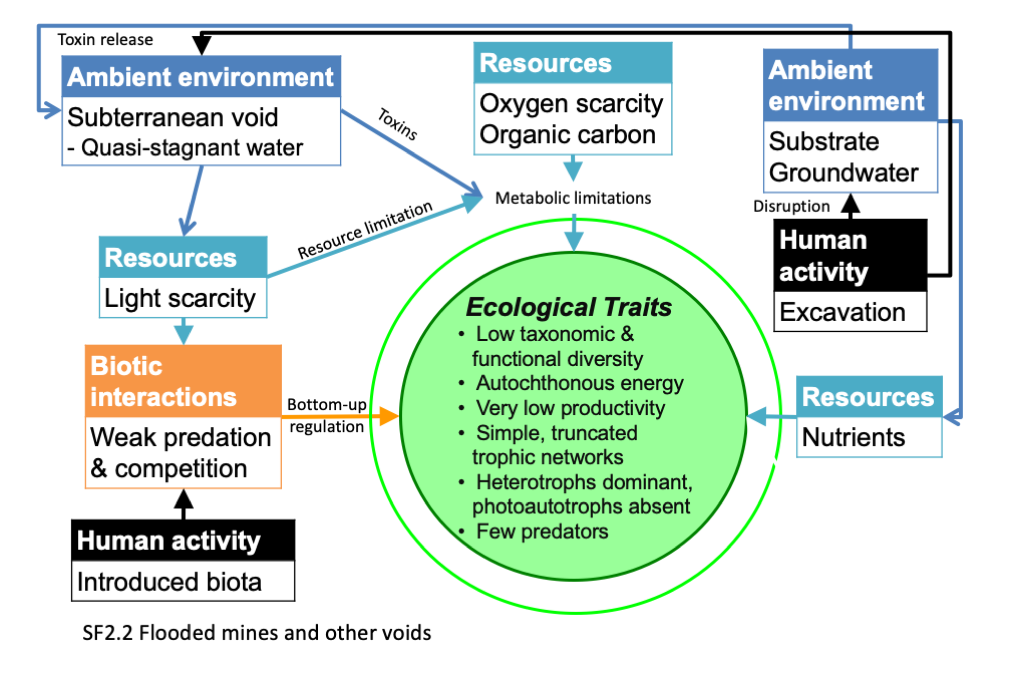 Toxin release
Ambient environment
Subterranean void
- Quasi-stagnant water
Toxins
Resources
Oxygen scarcity
Organic carbon
Metabolic limitations
Ambient
environment
Substrate
Groundwater
Disruption
Human
activity
Excavation
Resources
Light scarcity
Resource limitation
Biotic
interactions
Weak predation
& competition
Bottom-up
regulation
Human activity
Introduced biota
Ecological Traits
• Low taxonomic &
functional diversity
• Autochthonous energy
• Very low productivity
• Simple, truncated
trophic networks
• Heterotrophs dominant,
photoautotrophs absent
• Few predators
Resources
Nutrients
SF2.2 Flooded mines and other voids